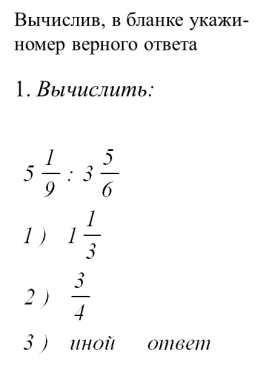 Вычислив, в бланке укажи-
номер верного ответа
1. Вычислить:
5 1/9 : 3 5/6
1) 1 1/3
2) 3/4
3) иной ответ